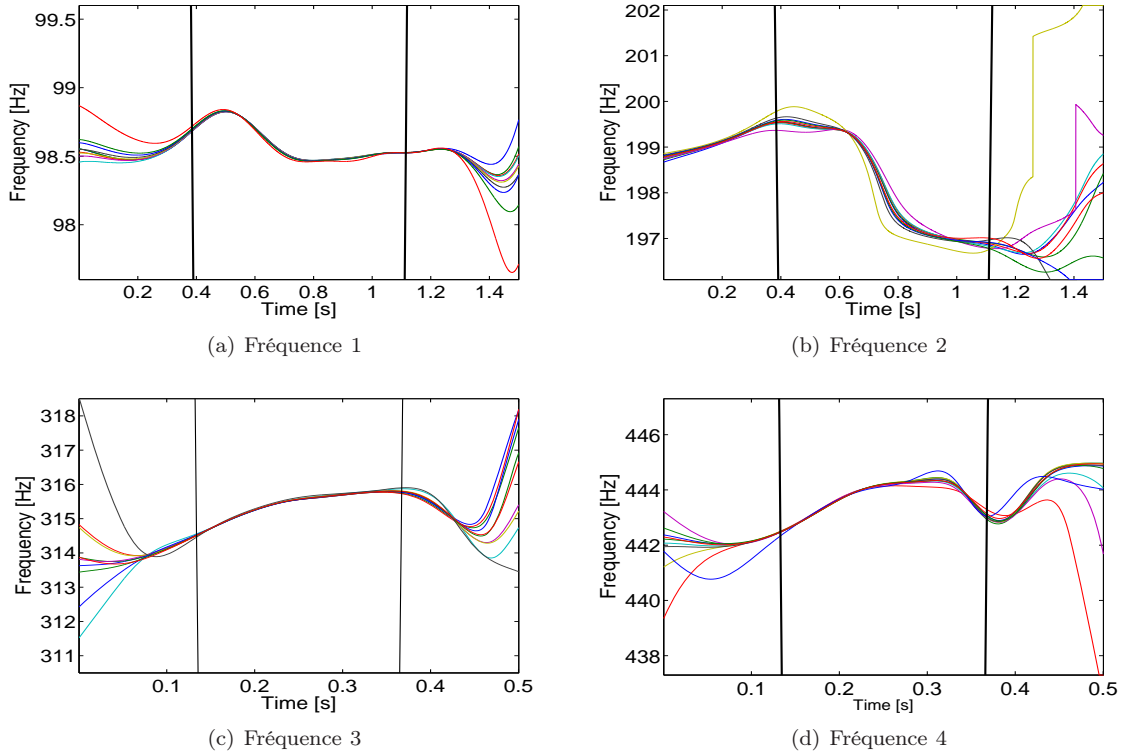 99.5
99
98.5
98
Frequency [Hz]
0.2 0.4 0.6 0.8 1 1.2 1.4
Time [s]
(a) Fréquence 1
202
201
200
199
198
197
Frequency [Hz]
0.2 0.4 0.6 0.8 1 1.2 1.4
Time [s]
(b) Fréquence 2
318
317
316
315
314
313
312
311
Frequency [Hz]
0.1 0.2 0.3 0.4 0.5
Time [s]
(c) Fréquence 3
446
444
442
440
438
Frequency [Hz]
0.1 0.2 0.3 0.4 0.5
Time [s]
(d) Fréquence 4